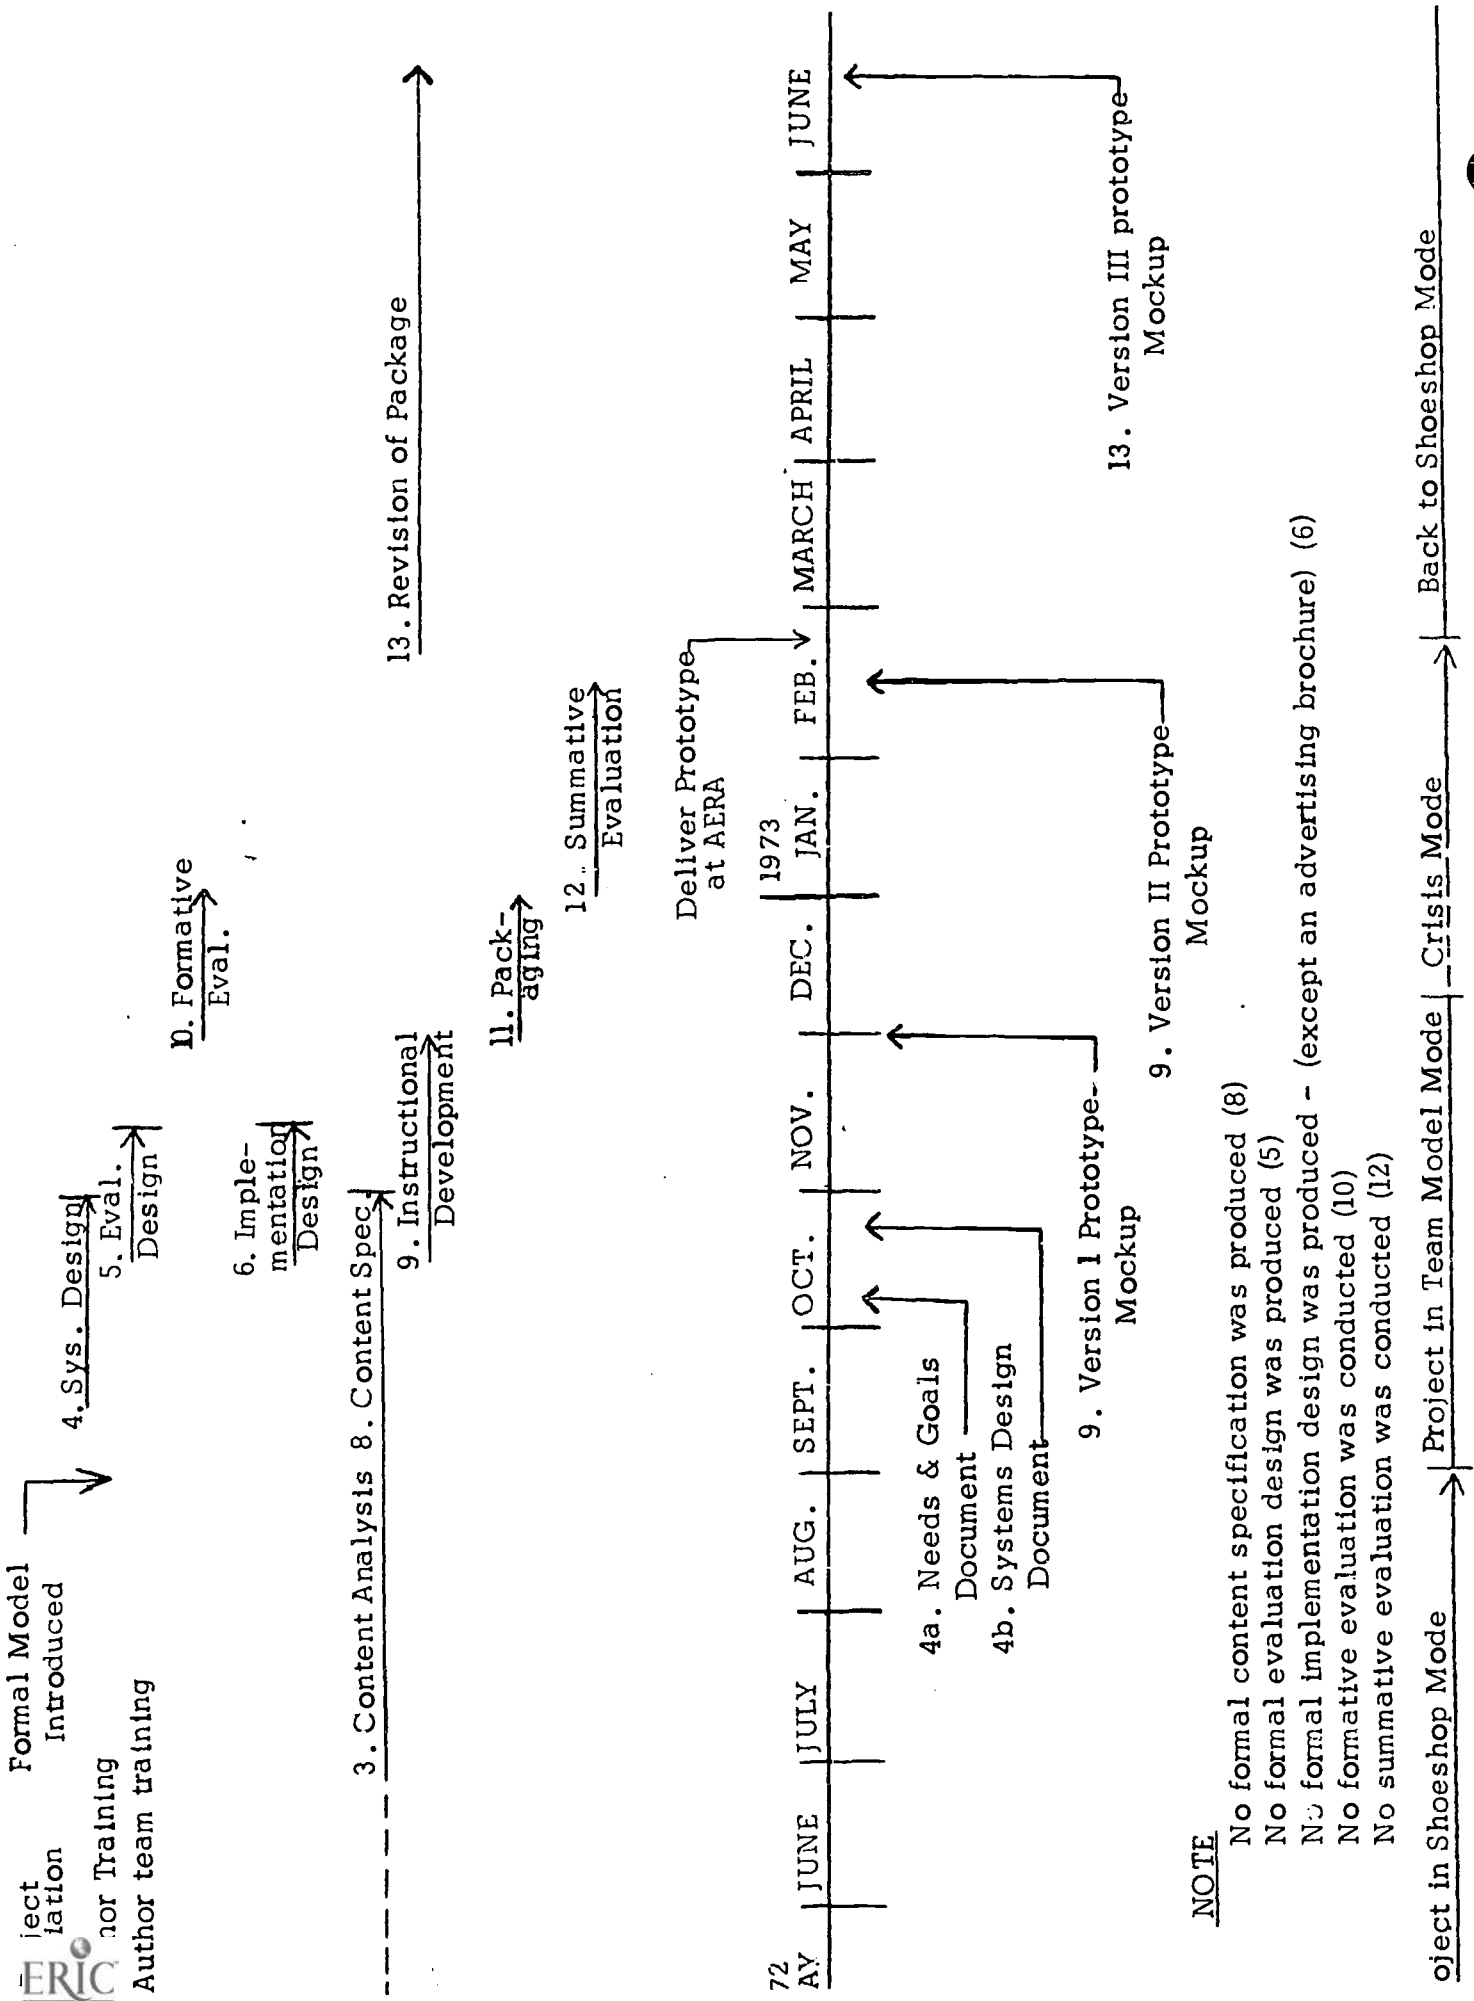 ject
iation
Formal Model
Introduced
nor Training
Author team training
4. Sys. Design
5. Eval.
Design
10. Formative
Eval.
6. Imple-
mentation
Design
3. Content Analysis 8. Content Spec.
9. Instructional
Development
13. Revision of Package
11. Pack-
aging
12. Summative
Evaluation
Deliver Prototype
at AERA
72
AY
JUNE
JULY
AUG.
SEPT.
OCT.
NOV.
DEC.
1973
JAN.
FEB.
MARCH
APRIL
MAY
JUNE
4a. Needs & Goals
Document
4b. Systems Design
Document
9. Version I Prototype
Mockup
9. Version II Prototype
Mockup
13. Version III prototype
Mockup
NOTE
No formal content specification was produced (8)
No formal evaluation design was produced (5)
No formal implementation design was produced - (except an advertising brochure) (6)
No formative evaluation was conducted (10)
No summative evaluation was conducted (12)
oject in Shoeshop Mode
Project in Team Model Mode
Crisis Mode
Back to Shoeshop Mode
ERIC